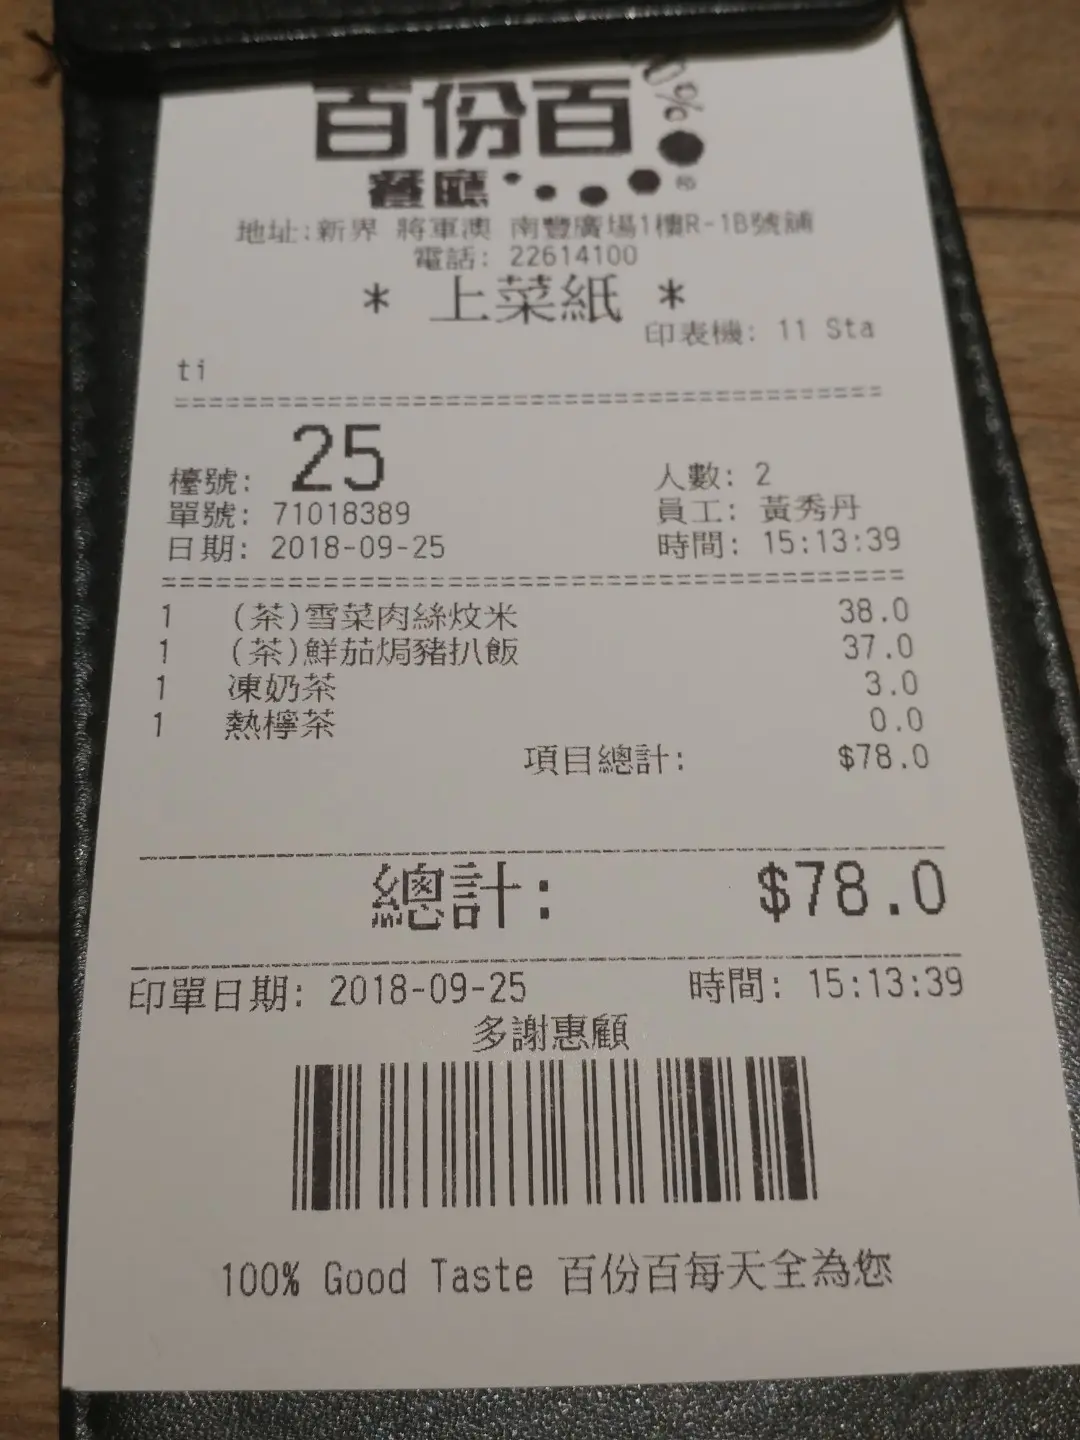 百份百
餐廳
地址:新界 將軍澳 南豐廣場1樓R-1B號舖
電話: 22614100
* 上菜紙 *
印表機: 11 Sta
ti
檯號: 25 人數: 2
單號: 71018389 員工: 黃秀丹
日期: 2018-09-25 時間: 15:13:39
1 (茶)雪菜肉絲炆米 38.0
1 (茶)鮮茄焗豬扒飯 37.0
1 凍奶茶 3.0
1 熱檸茶 0.0
項目總計: $78.0
總計: $78.0
印單日期: 2018-09-25 時間: 15:13:39
多謝惠顧
100% Good Taste 百份百每天全為您